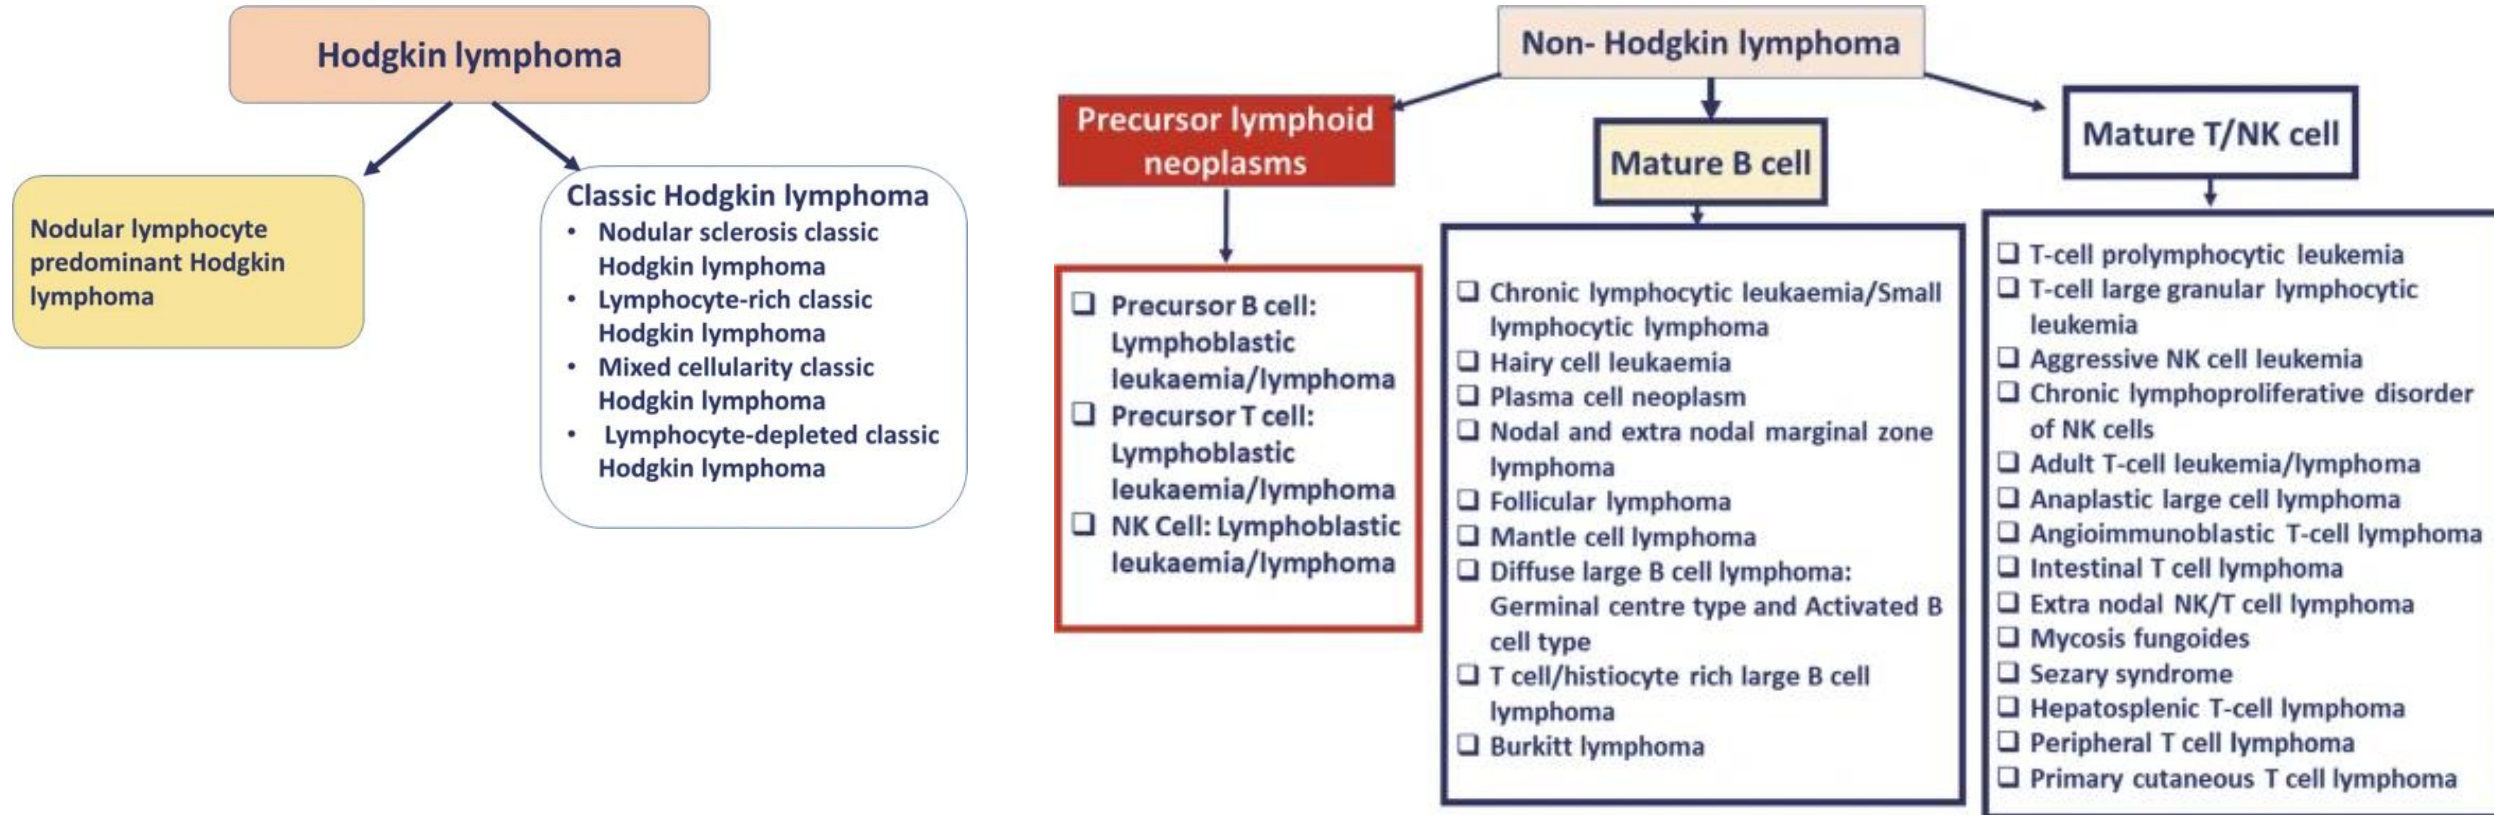 Hodgkin lymphoma
Nodular lymphocyte
predominant Hodgkin
lymphoma
Classic Hodgkin lymphoma
• Nodular sclerosis classic
Hodgkin lymphoma
• Lymphocyte-rich classic
Hodgkin lymphoma
• Mixed cellularity classic
Hodgkin lymphoma
• Lymphocyte-depleted classic
Hodgkin lymphoma
Non- Hodgkin lymphoma
Precursor lymphoid
neoplasms
❑ Precursor B cell:
Lymphoblastic
leukaemia/lymphoma
❑ Precursor T cell:
Lymphoblastic
leukaemia/lymphoma
❑ NK Cell: Lymphoblastic
leukaemia/lymphoma
Mature B cell
❑ Chronic lymphocytic leukaemia/Small
lymphocytic lymphoma
❑ Hairy cell leukaemia
❑ Plasma cell neoplasm
❑ Nodal and extra nodal marginal zone
lymphoma
❑ Follicular lymphoma
❑ Mantle cell lymphoma
❑ Diffuse large B cell lymphoma:
Germinal centre type and Activated B
cell type
❑ T cell/histiocyte rich large B cell
lymphoma
❑ Burkitt lymphoma
Mature T/NK cell
❑ T-cell prolymphocytic leukemia
❑ T-cell large granular lymphocytic
leukemia
❑ Aggressive NK cell leukemia
❑ Chronic lymphoproliferative disorder
of NK cells
❑ Adult T-cell leukemia/lymphoma
❑ Anaplastic large cell lymphoma
❑ Angioimmunoblastic T-cell lymphoma
❑ Intestinal T cell lymphoma
❑ Extra nodal NK/T cell lymphoma
❑ Mycosis fungoides
❑ Sezary syndrome
❑ Hepatosplenic T-cell lymphoma
❑ Peripheral T cell lymphoma
❑ Primary cutaneous T cell lymphoma